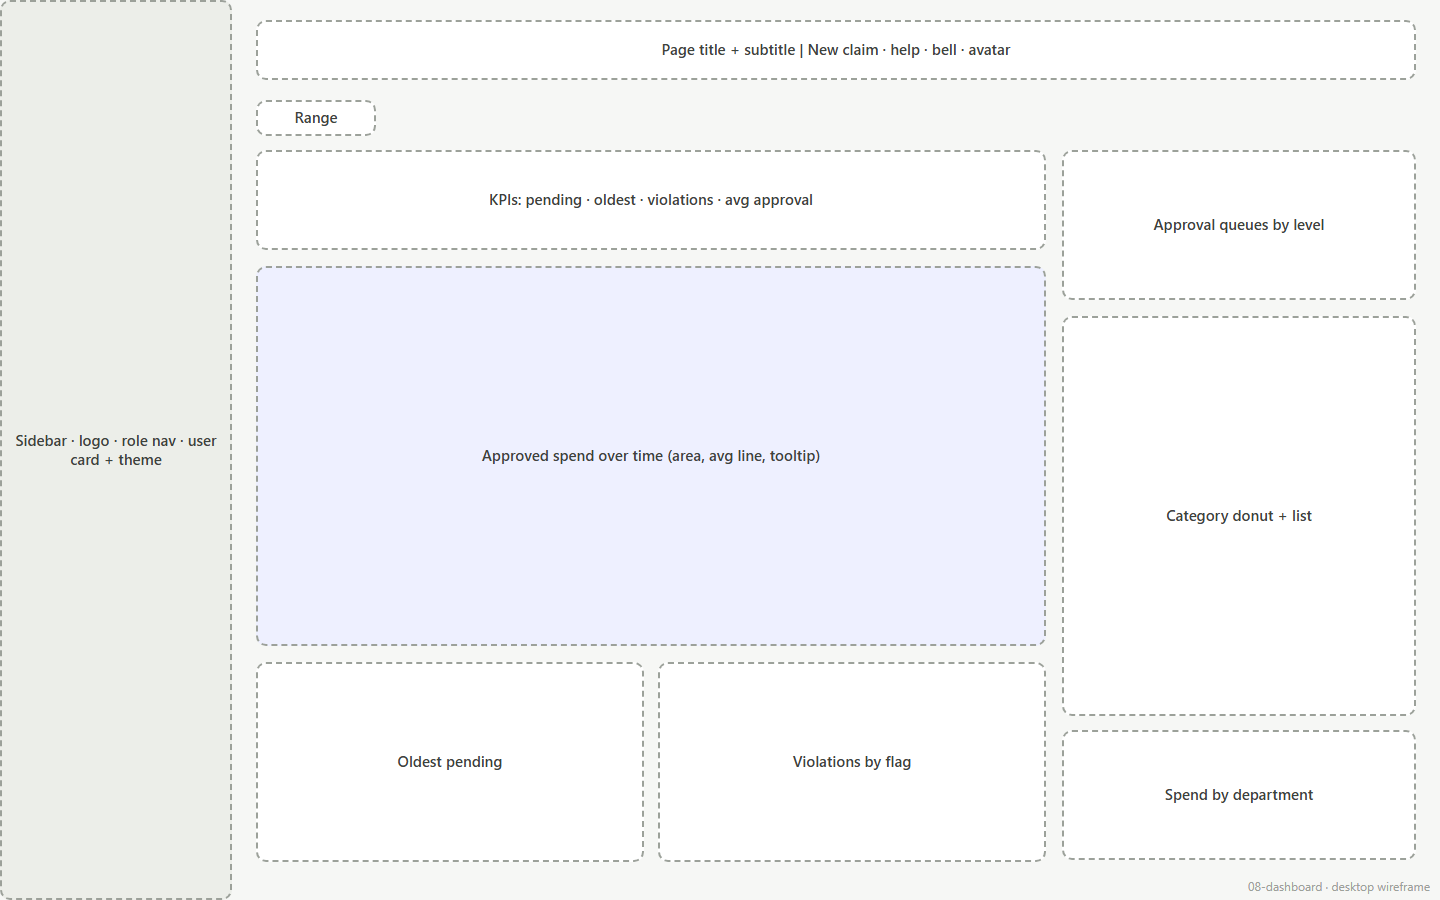 Page title + subtitle | New claim · help · bell · avatar
Range
KPIs: pending · oldest · violations · avg approval
Approval queues by level
Sidebar · logo · role nav · user
card + theme
Approved spend over time (area, avg line, tooltip)
Category donut + list
Oldest pending
Violations by flag
Spend by department
08-dashboard · desktop wireframe